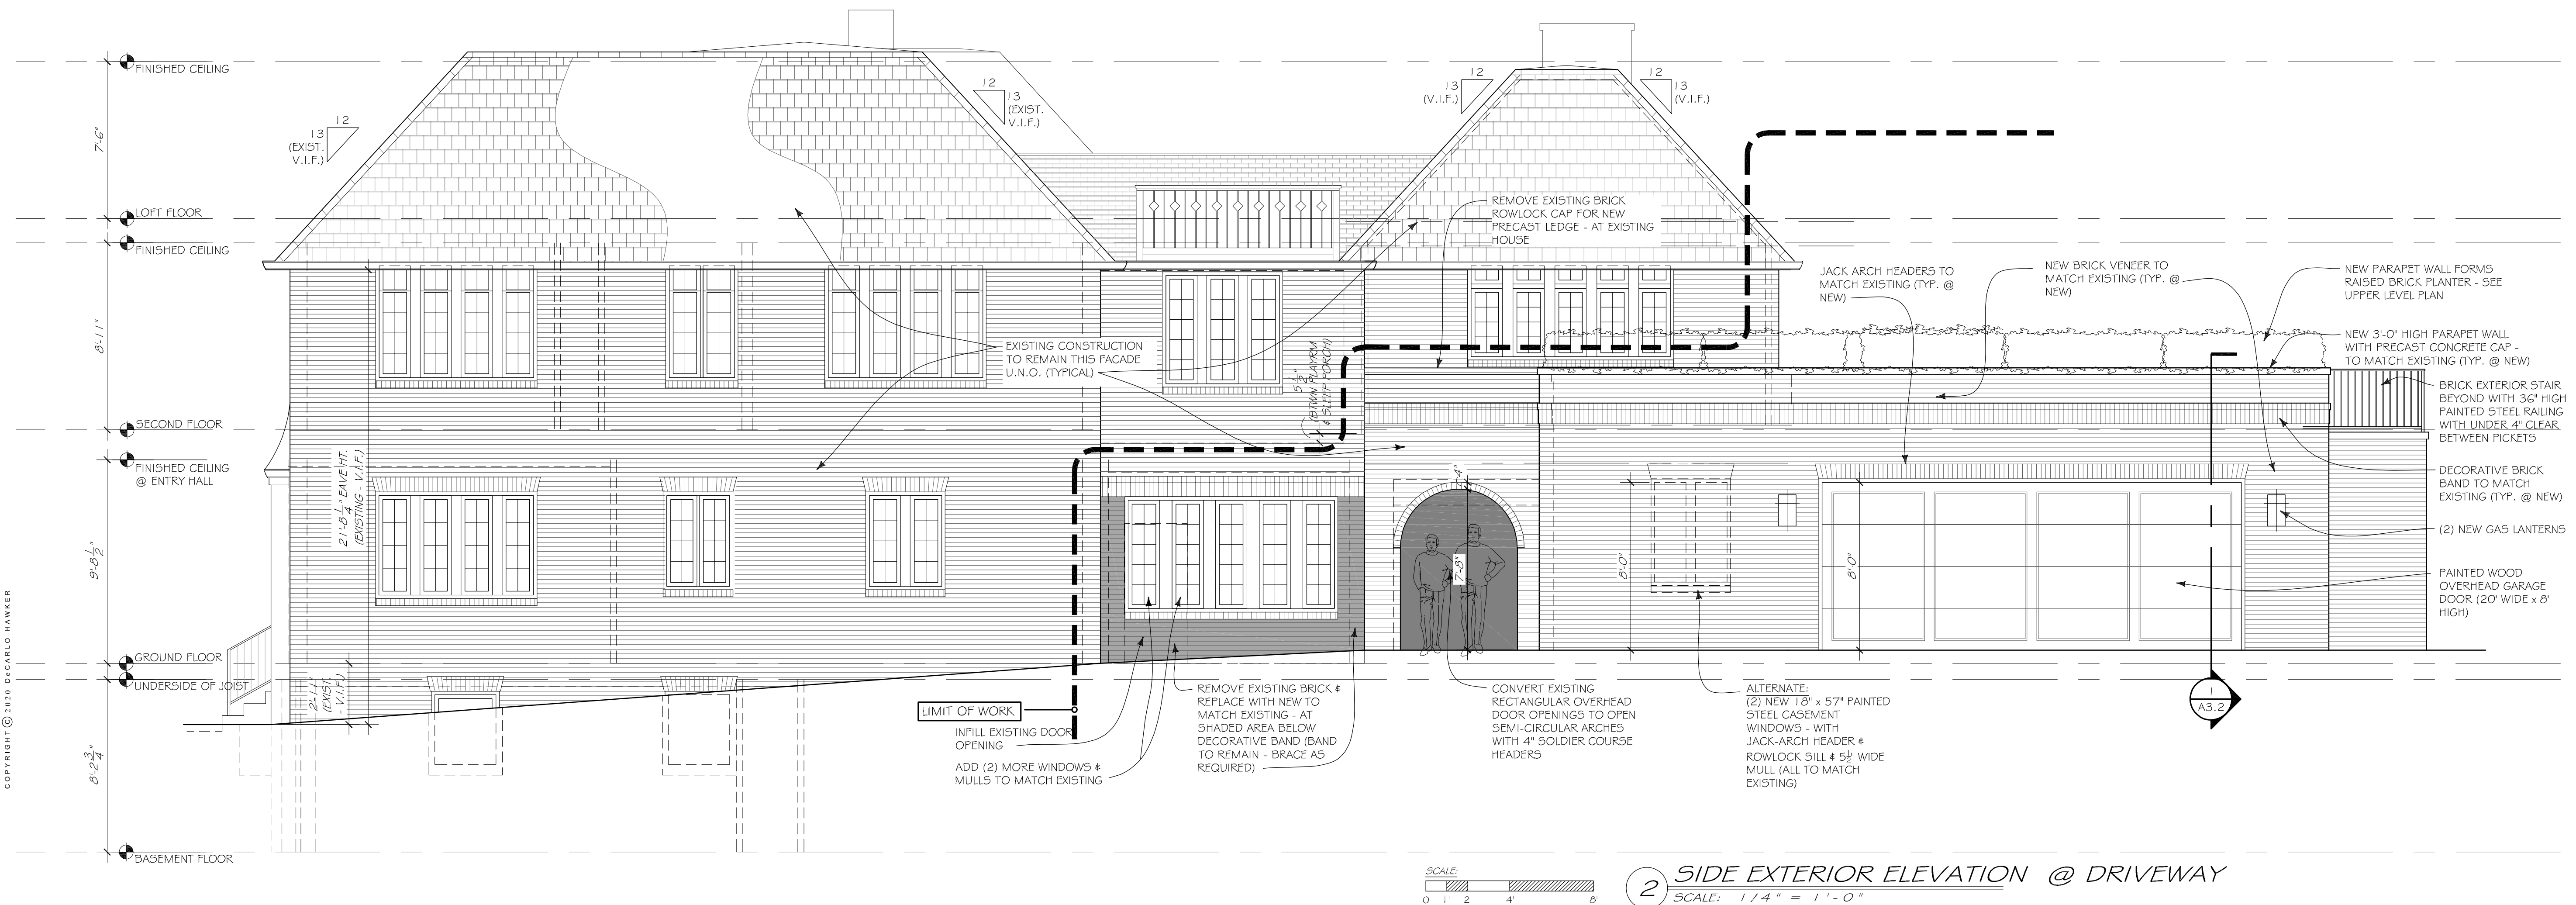 FINISHED CEILING
7'-6"
LOFT FLOOR
FINISHED CEILING
8'-11"
SECOND FLOOR
FINISHED CEILING
@ ENTRY HALL
9'-8 1/2"
GROUND FLOOR
UNDERSIDE OF JOIST
8'-2 3/4"
BASEMENT FLOOR
COPYRIGHT © 2020 DeCARLO HAWKER
12
13
(EXIST.
V.I.F.)
12
13
(EXIST.
V.I.F.)
12
13
(V.I.F.)
12
13
(V.I.F.)
21'-8 1/4" EAVE HT.
(EXISTING - V.I.F.)
2'-11"
(EXIST.
- V.I.F.)
EXISTING CONSTRUCTION
TO REMAIN THIS FACADE
U.N.O. (TYPICAL)
5 1/2"
(BTWN PLAYRM
& SLEEP PORCH)
REMOVE EXISTING BRICK
ROWLOCK CAP FOR NEW
PRECAST LEDGE - AT EXISTING
HOUSE
JACK ARCH HEADERS TO
MATCH EXISTING (TYP. @
NEW)
NEW BRICK VENEER TO
MATCH EXISTING (TYP. @
NEW)
NEW PARAPET WALL FORMS
RAISED BRICK PLANTER - SEE
UPPER LEVEL PLAN
NEW 3'-0" HIGH PARAPET WALL
WITH PRECAST CONCRETE CAP -
TO MATCH EXISTING (TYP. @ NEW)
BRICK EXTERIOR STAIR
BEYOND WITH 36" HIGH
PAINTED STEEL RAILING
WITH UNDER 4" CLEAR
BETWEEN PICKETS
DECORATIVE BRICK
BAND TO MATCH
EXISTING (TYP. @ NEW)
(2) NEW GAS LANTERNS
PAINTED WOOD
OVERHEAD GARAGE
DOOR (20' WIDE x 8'
HIGH)
7'-8"
8'-0"
8'-0"
LIMIT OF WORK
INFILL EXISTING DOOR
OPENING
ADD (2) MORE WINDOWS &
MULLS TO MATCH EXISTING
REMOVE EXISTING BRICK &
REPLACE WITH NEW TO
MATCH EXISTING - AT
SHADED AREA BELOW
DECORATIVE BAND (BAND
TO REMAIN - BRACE AS
REQUIRED)
CONVERT EXISTING
RECTANGULAR OVERHEAD
DOOR OPENINGS TO OPEN
SEMI-CIRCULAR ARCHES
WITH 4" SOLDIER COURSE
HEADERS
ALTERNATE:
(2) NEW 18" x 57" PAINTED
STEEL CASEMENT
WINDOWS - WITH
JACK-ARCH HEADER &
ROWLOCK SILL & 5 1/2" WIDE
MULL (ALL TO MATCH
EXISTING)
1
A3.2
SCALE:
0 1' 2' 4' 8'
2
SIDE EXTERIOR ELEVATION @ DRIVEWAY
SCALE: 1/4" = 1'-0"